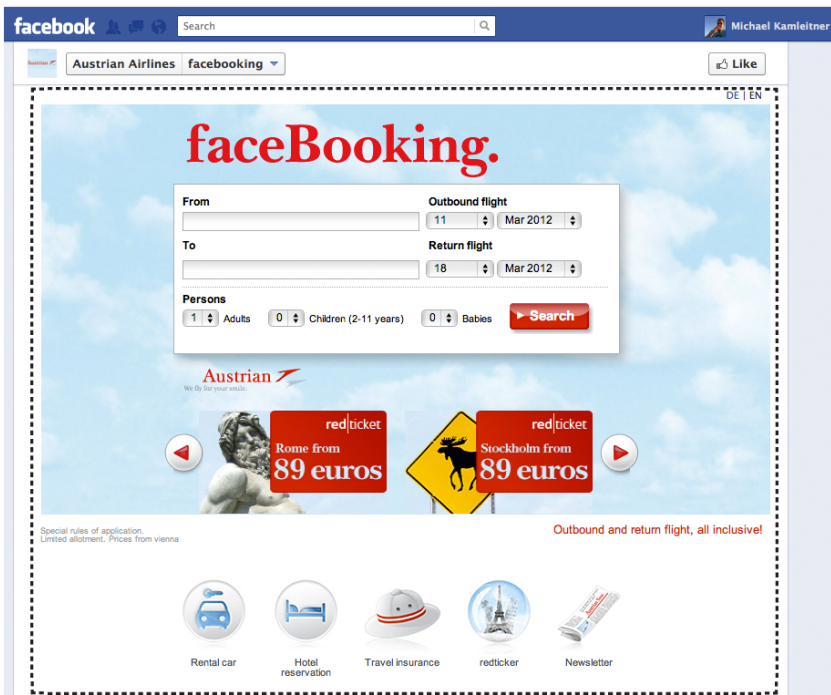 facebook
Search
Michael Kamleitner
Austrian Airlines facebooking
Like
DE | EN
faceBooking.
From
Outbound flight
11 Mar 2012
To
Return flight
18 Mar 2012
Persons
1 Adults 0 Children (2-11 years) 0 Babies Search
Austrian
We fly for your smile.
red|ticket
Rome from
89 euros
red|ticket
Stockholm from
89 euros
Special rules of application.
Limited allotment. Prices from vienna
Outbound and return flight, all inclusive!
Rental car
Hotel
reservation
Travel insurance
redticker
Newsletter